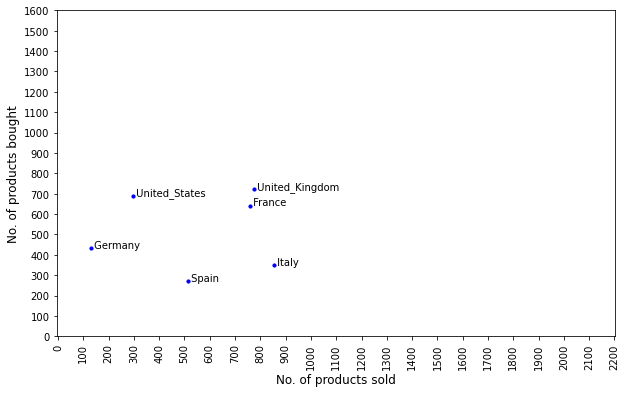 1600
1500
1400
1300
1200
1100
1000
900
800
700
600
500
400
300
200
100
0
No. of products bought
United_Kingdom
United_States
France
Germany
Italy
Spain
0 100 200 300 400 500 600 700 800 900 1000 1100 1200 1300 1400 1500 1600 1700 1800 1900 2000 2100 2200
No. of products sold